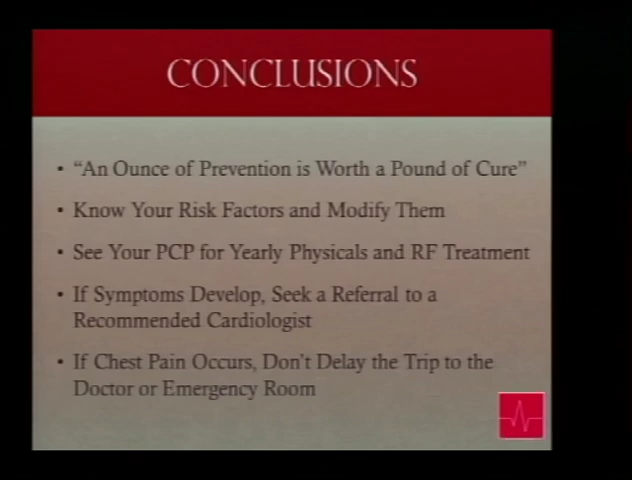 CONCLUSIONS
• “An Ounce of Prevention is Worth a Pound of Cure”
• Know Your Risk Factors and Modify Them
• See Your PCP for Yearly Physicals and RF Treatment
• If Symptoms Develop, Seek a Referral to a
Recommended Cardiologist
• If Chest Pain Occurs, Don’t Delay the Trip to the
Doctor or Emergency Room